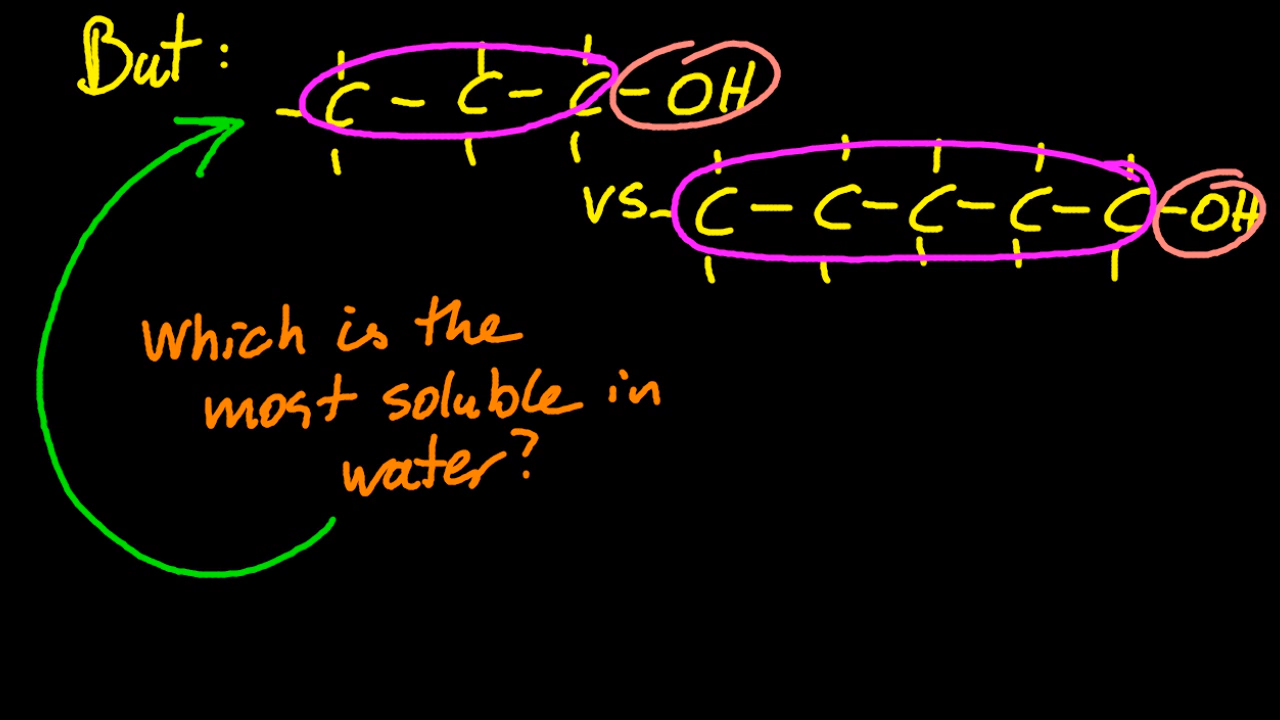 But: - C - C - C - OH
vs. - C - C - C - C - C - OH
Which is the
most soluble in
water?